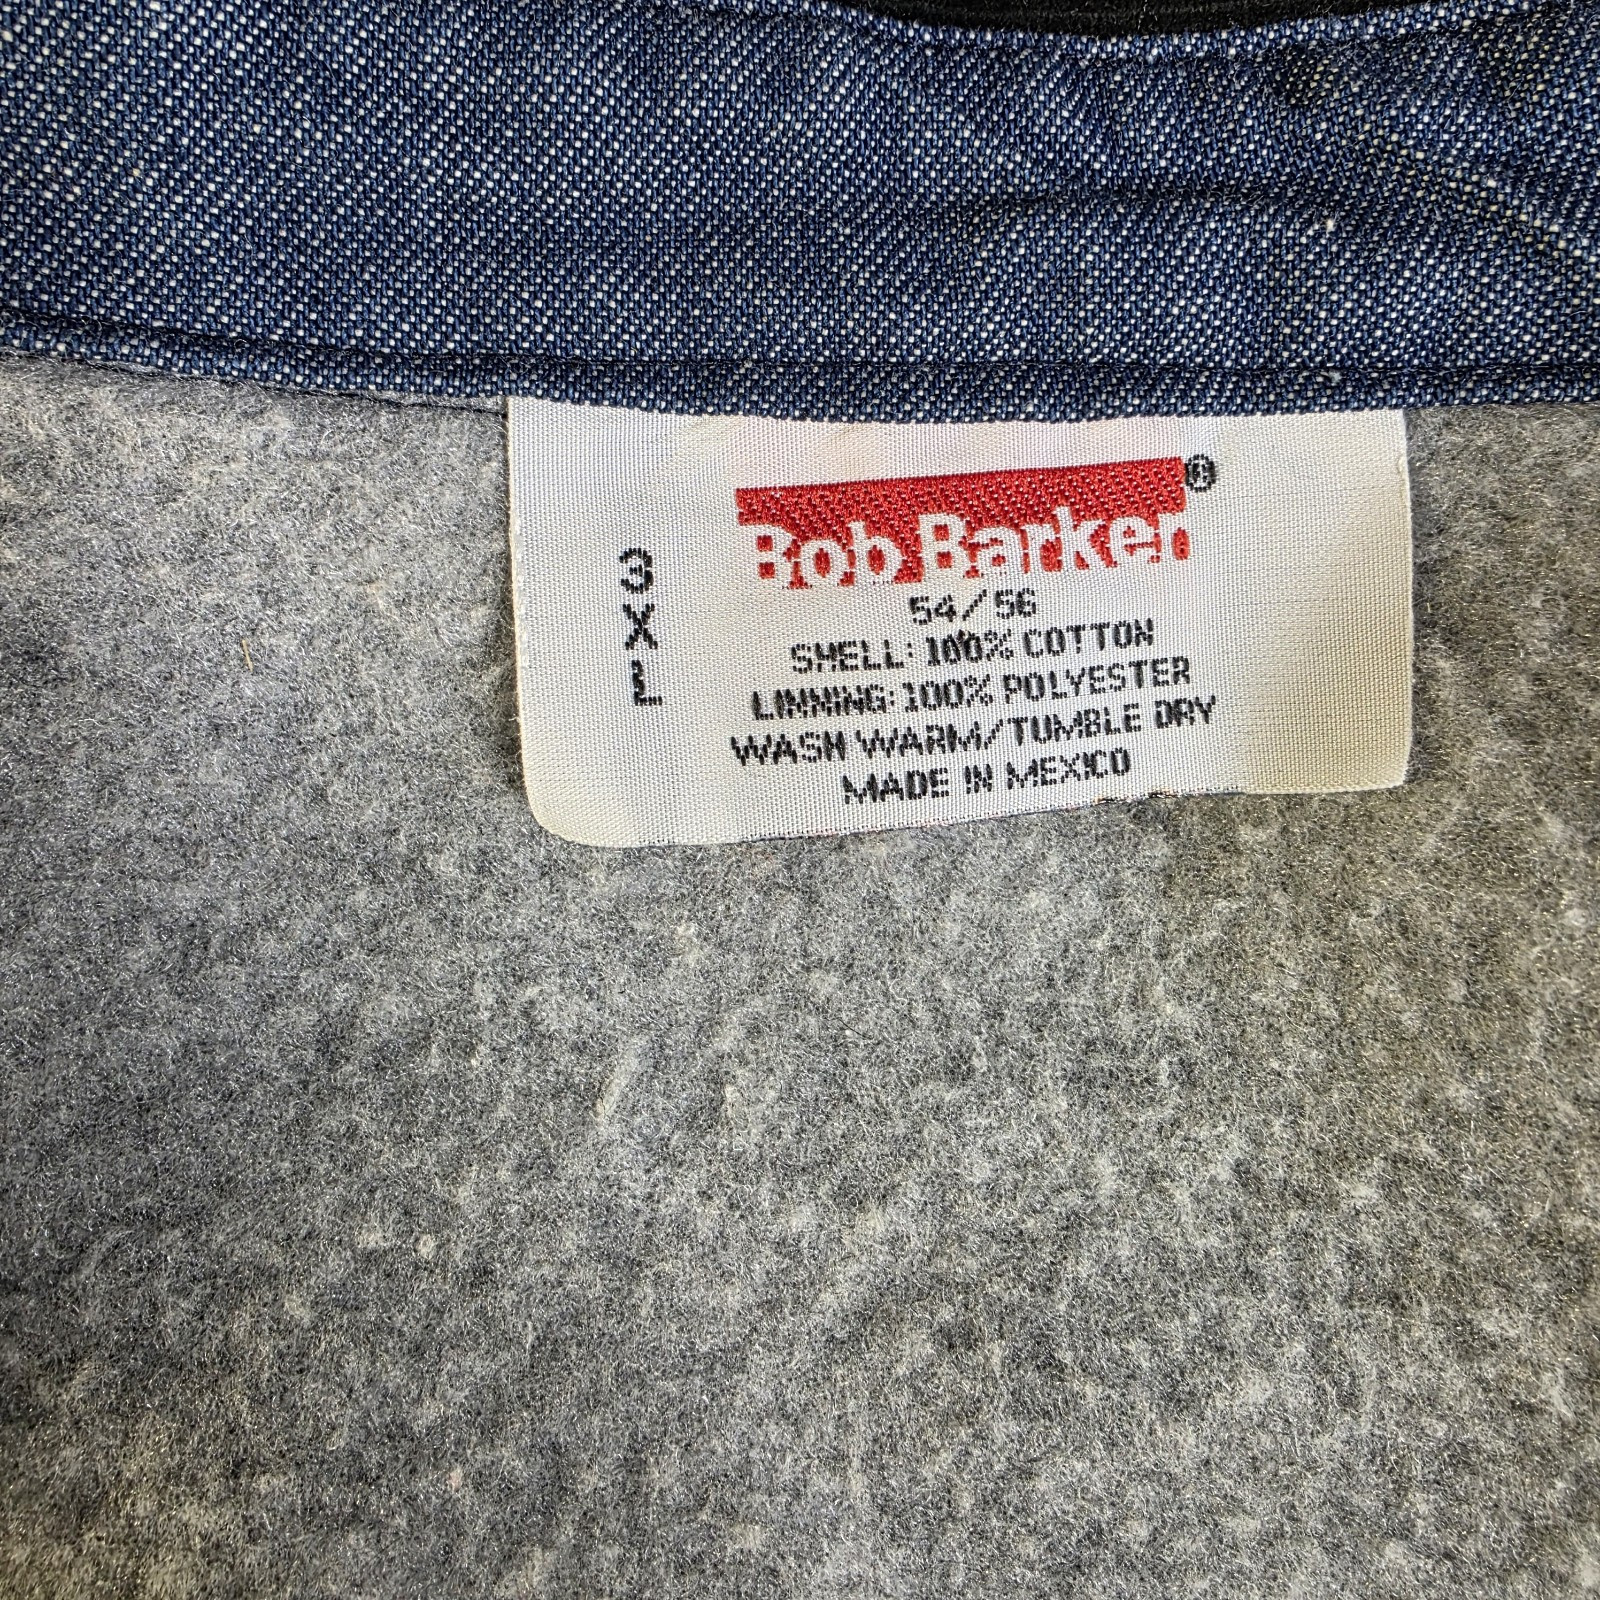 Bob Barker®
3XL
54/56
SHELL: 100% COTTON
LINNING: 100% POLYESTER
WASH WARM/TUMBLE DRY
MADE IN MEXICO